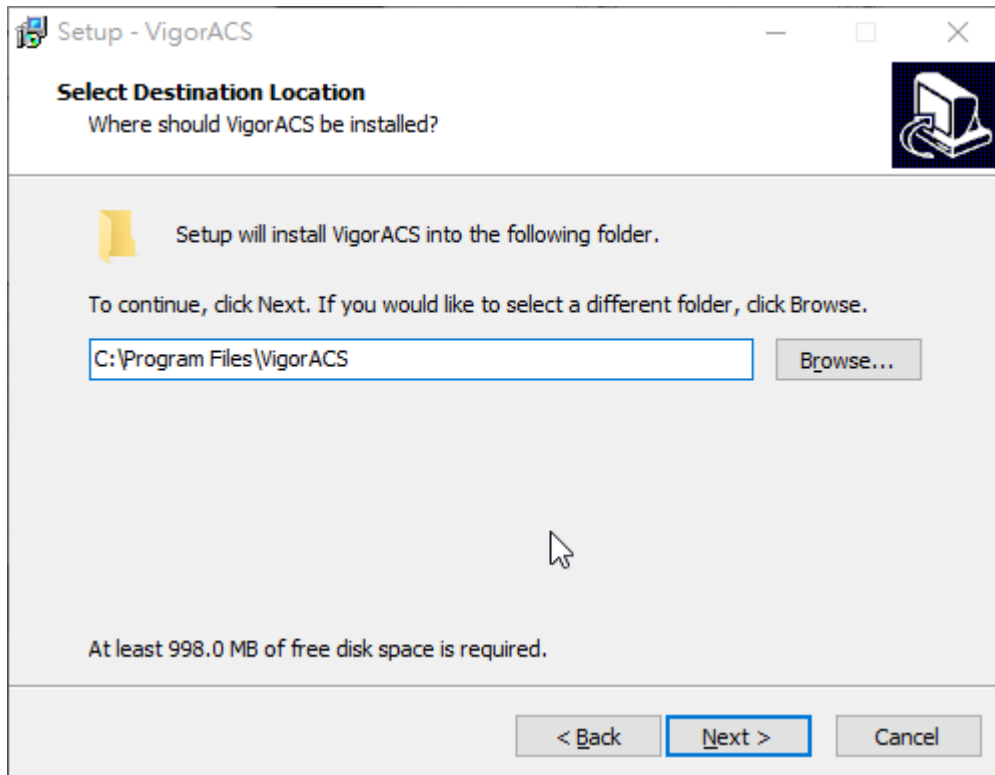 Setup - VigorACS
Select Destination Location
Where should VigorACS be installed?
Setup will install VigorACS into the following folder.
To continue, click Next. If you would like to select a different folder, click Browse.
C:\Program Files\VigorACS
Browse...
At least 998.0 MB of free disk space is required.
< Back
Next >
Cancel